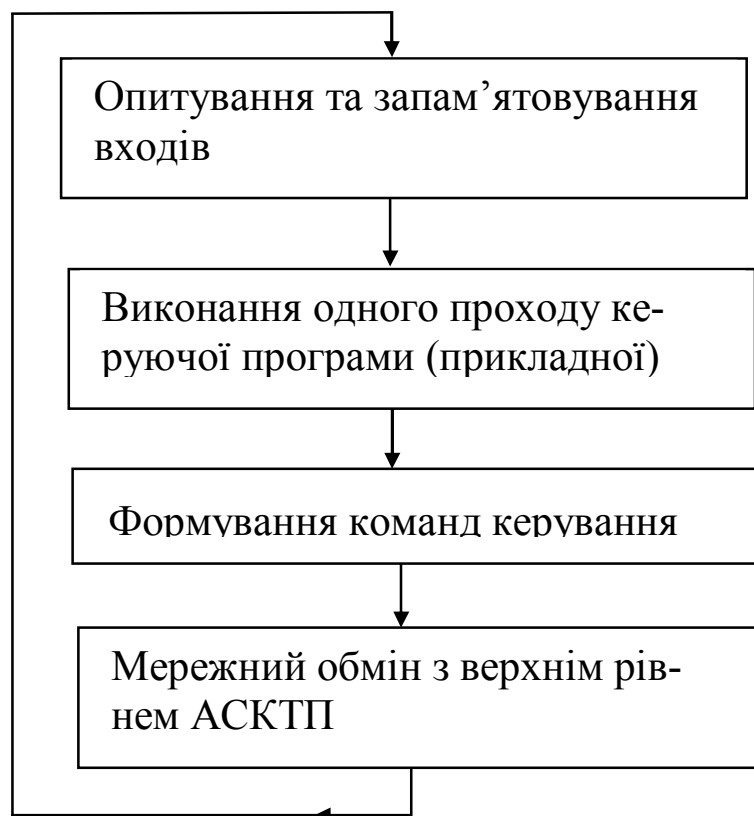 Опитування та запам’ятовування
входів
Виконання одного проходу ке-
руючої програми (прикладної)
Формування команд керування
Мережний обмін з верхнім рів-
нем АСКТП